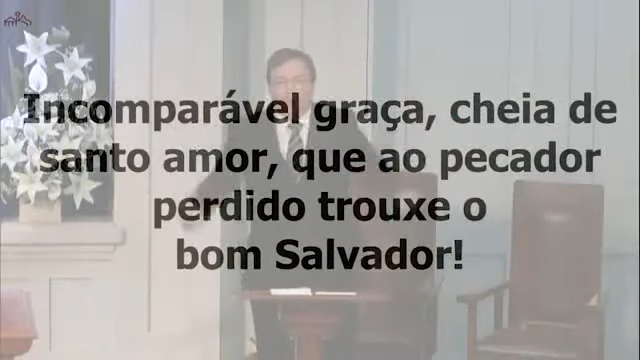 Incomparável graça, cheia de
santo amor, que ao pecador
perdido trouxe o
bom Salvador!